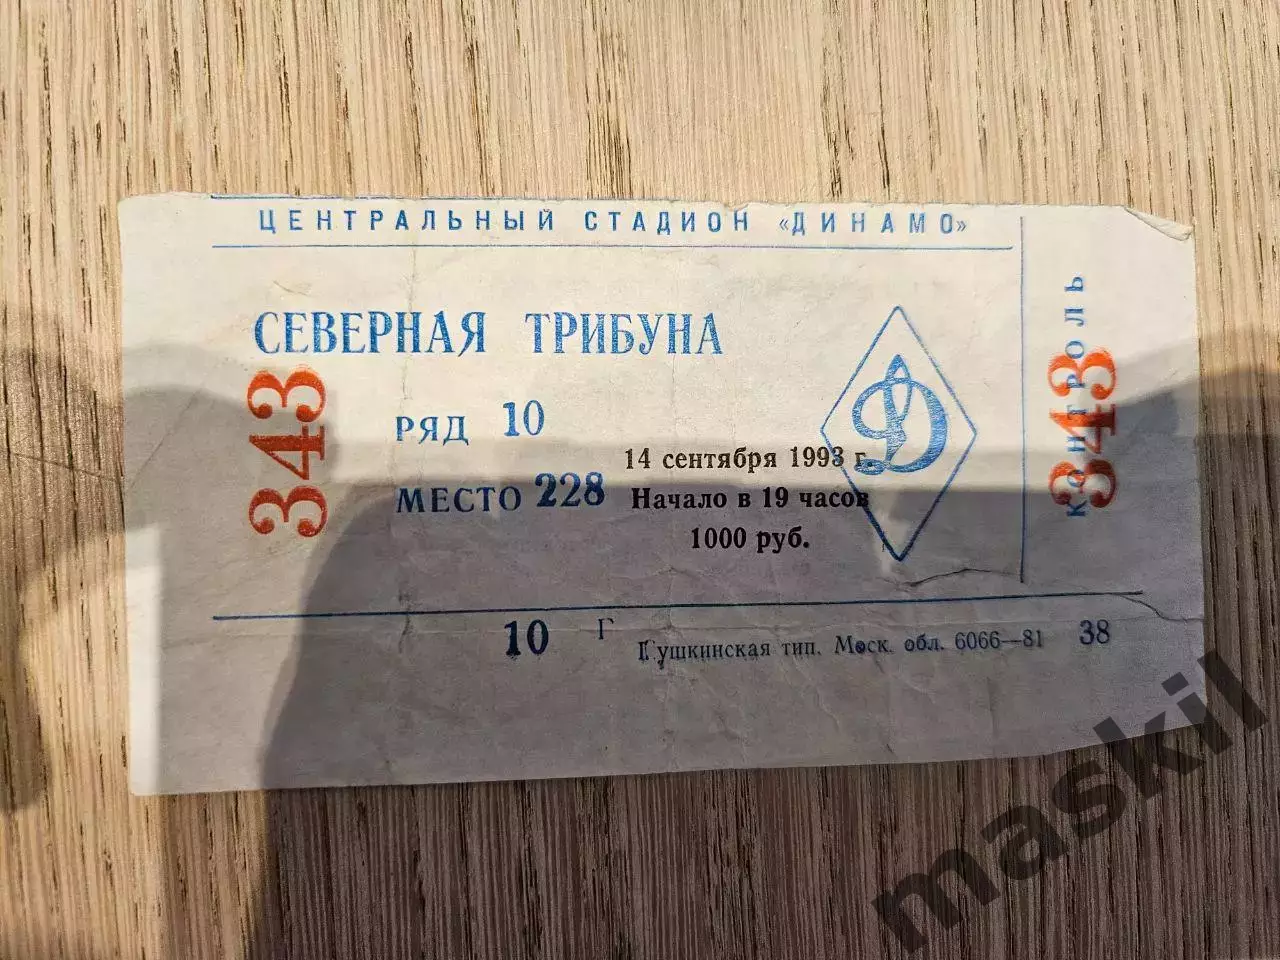 ЦЕНТРАЛЬНЫЙ СТАДИОН «ДИНАМО»
СЕВЕРНАЯ ТРИБУНА
343
РЯД 10
МЕСТО 228
14 сентября 1993 г.
Начало в 19 часов
1000 руб.
Д
КОНТРОЛЬ
343
10 Г
Пушкинская тип. Моск. обл. 6066—81 38
maskil